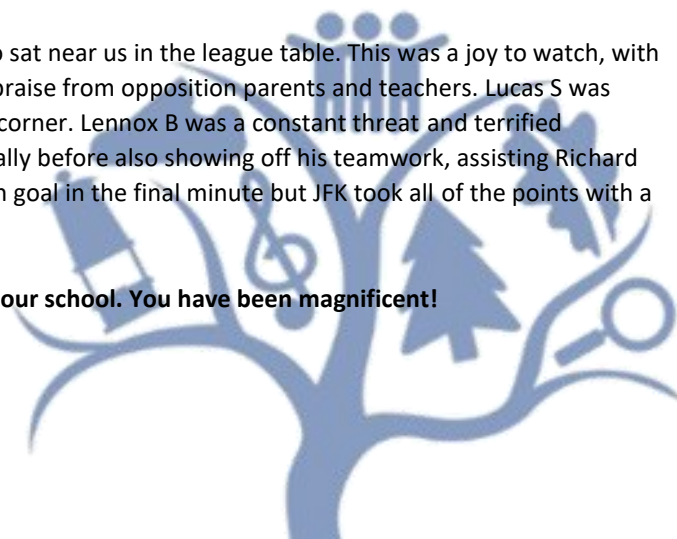 o sat near us in the league table. This was a joy to watch, with
praise from opposition parents and teachers. Lucas S was
corner. Lennox B was a constant threat and terrified
ally before also showing off his teamwork, assisting Richard
n goal in the final minute but JFK took all of the points with a
our school. You have been magnificent!